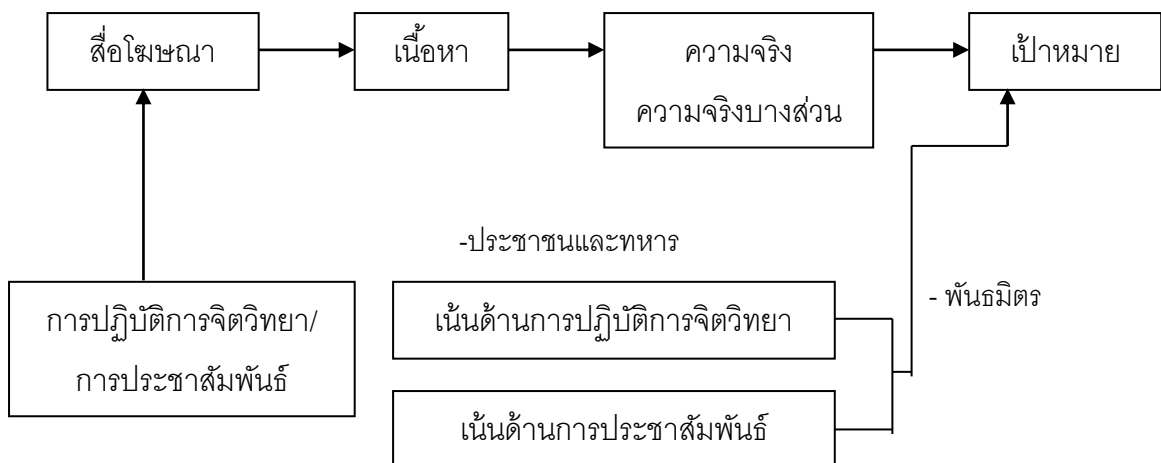 สื่อโฆษณา
เนื้อหา
ความจริง
ความจริงบางส่วน
เป้าหมาย
-ประชาชนและทหาร
การปฏิบัติการจิตวิทยา/
การประชาสัมพันธ์
เน้นด้านการปฏิบัติการจิตวิทยา
- พันธมิตร
เน้นด้านการประชาสัมพันธ์